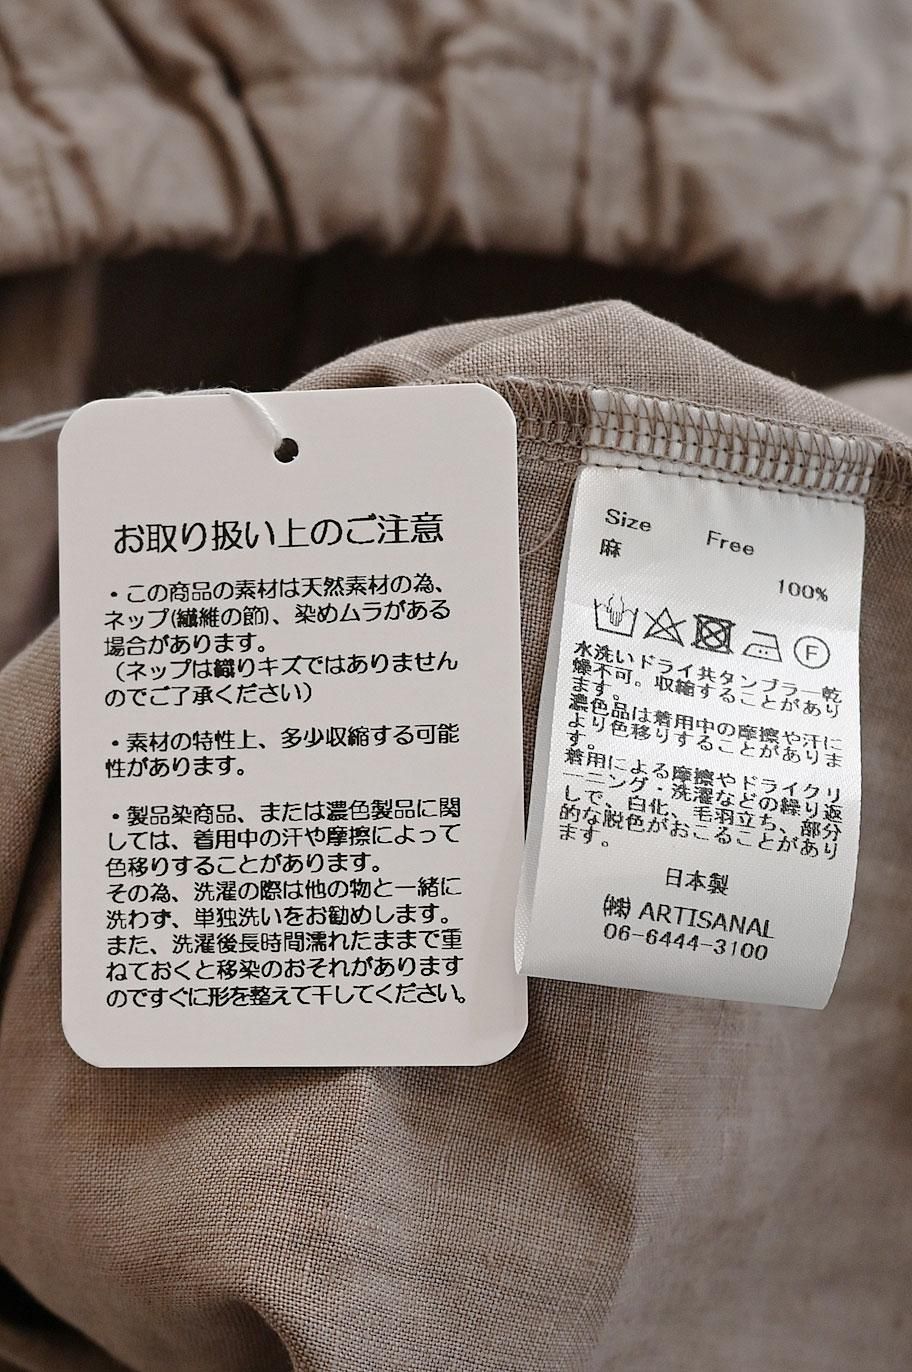 お取り扱い上のご注意
・この商品の素材は天然素材の為、
ネップ(繊維の節)、染めムラがある
場合があります。
（ネップは織りキズではありません
のでご了承ください）
・素材の特性上、多少収縮する可能
性があります。
・製品染商品、または濃色製品に関
しては、着用中の汗や摩擦によって
色移りすることがあります。
その為、洗濯の際は他の物と一緒に
洗わず、単独洗いをお勧めします。
また、洗濯後長時間濡れたままで重
ねておくと移染のおそれがあります
のですぐに形を整えて干してください。
Size Free
麻
100%
F
水洗いドライ共タンブラー乾
燥不可。収縮することがあり
ます。
濃色品は着用中の摩擦や汗に
より色移りすることがありま
す。
着用による摩擦やドライクリ
ーニング・洗濯などの繰り返
しで、白化、毛羽立ち、部分
的な脱色がおこることがあり
ます。
日本製
㈱ ARTISANAL
06-6444-3100